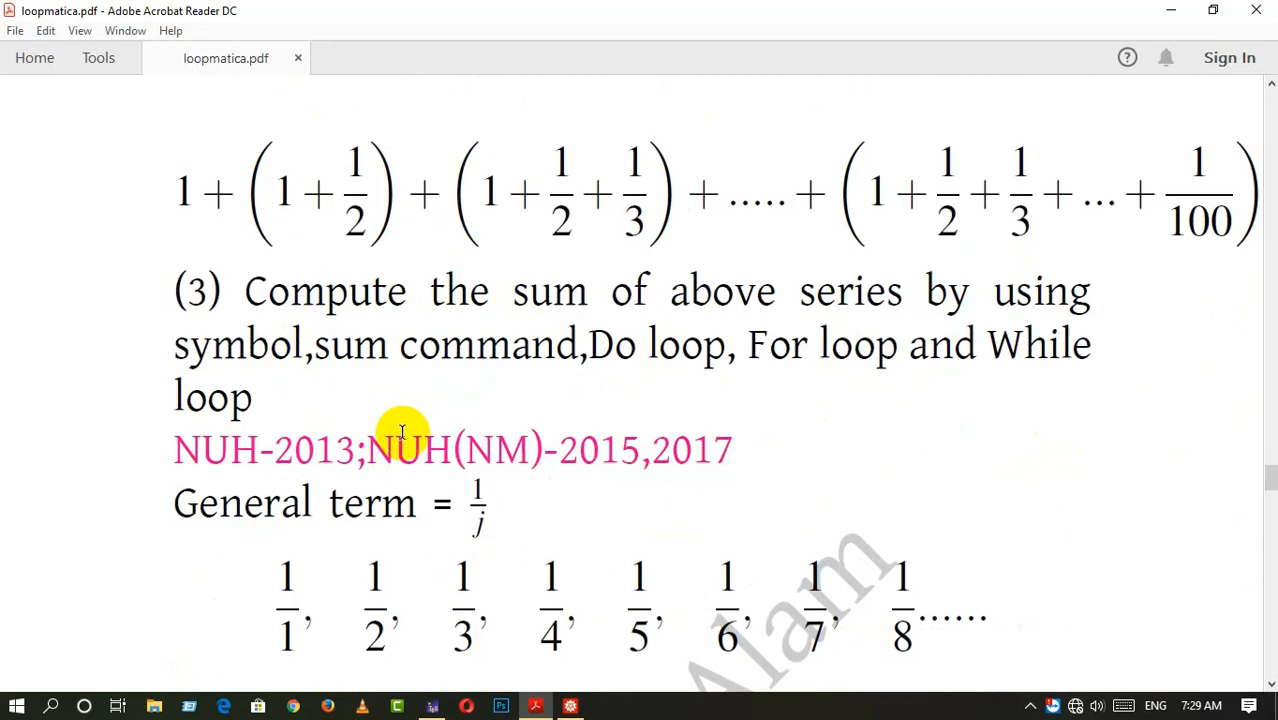 loopmatica.pdf - Adobe Acrobat Reader DC
File Edit View Window Help
Home Tools loopmatica.pdf × ? Sign In
1 + (1 + 1/2) + (1 + 1/2 + 1/3) + ..... + (1 + 1/2 + 1/3 + ... + 1/100)
(3) Compute the sum of above series by using
symbol,sum command,Do loop, For loop and While
loop
NUH-2013;NUH(NM)-2015,2017
General term = 1/j
1/1, 1/2, 1/3, 1/4, 1/5, 1/6, 1/7, 1/8......
Alam
ENG 7:29 AM